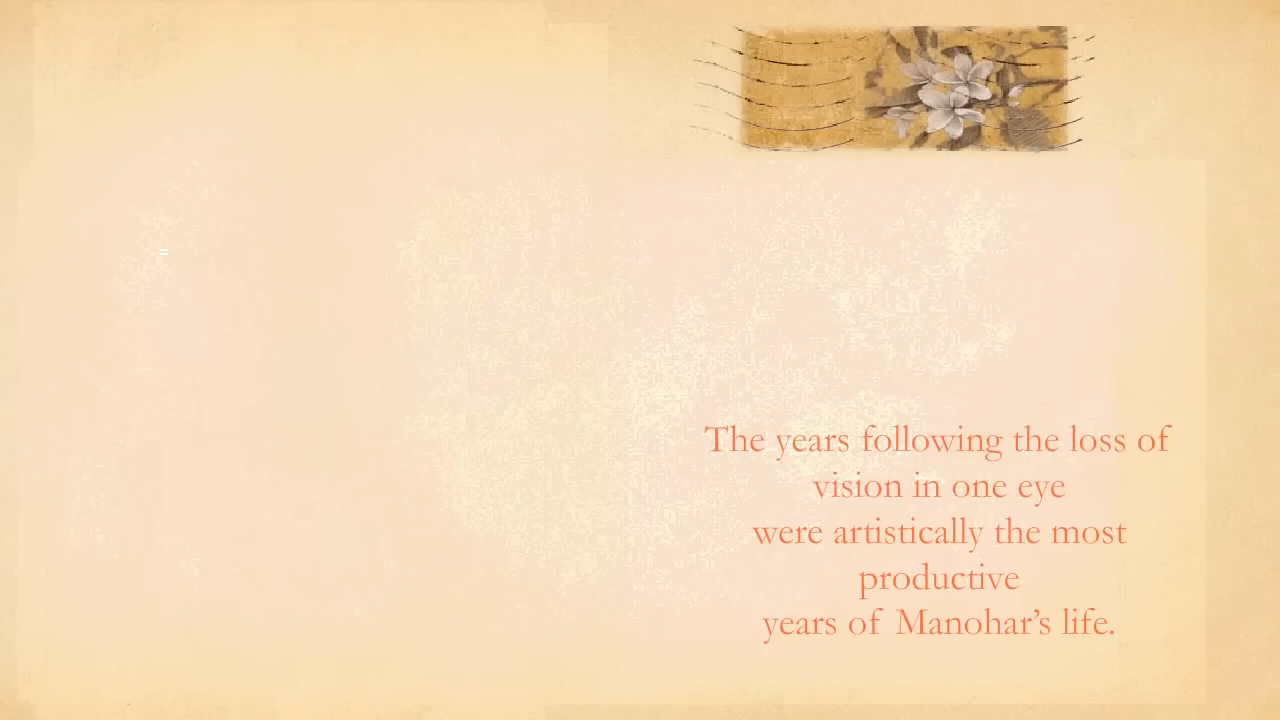 =
The years following the loss of
vision in one eye
were artistically the most
productive
years of Manohar’s life.